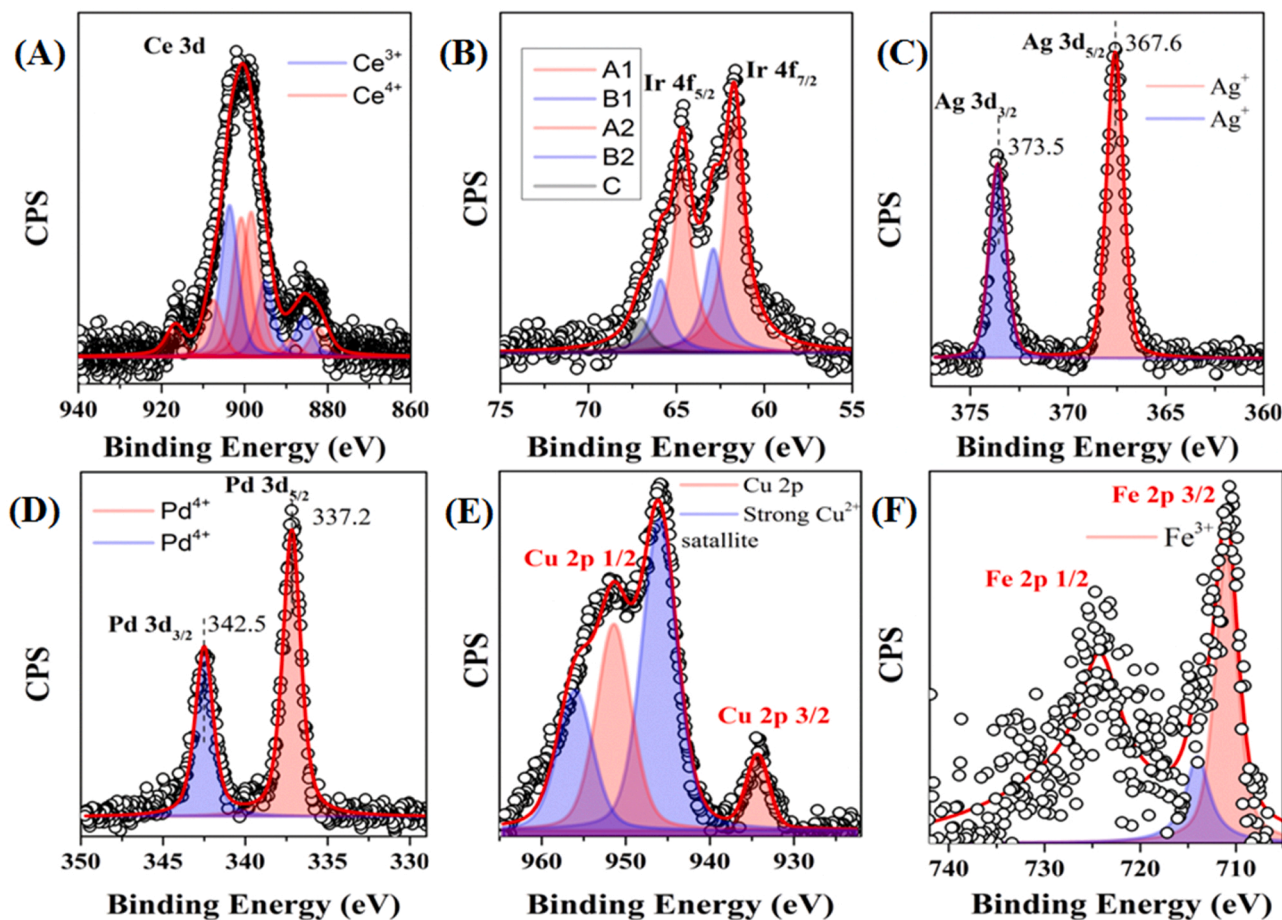 (A)
Ce 3d
Ce³⁺
Ce⁴⁺
CPS
940 920 900 880 860
Binding Energy (eV)
(B)
A1
B1
A2
B2
C
Ir 4f₅/₂
Ir 4f₇/₂
CPS
75 70 65 60 55
Binding Energy (eV)
(C)
Ag 3d₅/₂
367.6
Ag 3d₃/₂
373.5
Ag⁺
Ag⁺
CPS
375 370 365 360
Binding Energy (eV)
(D)
Pd⁴⁺
Pd⁴⁺
Pd 3d₅/₂
337.2
Pd 3d₃/₂
342.5
CPS
350 345 340 335 330
Binding Energy (eV)
(E)
Cu 2p
Strong Cu²⁺
satallite
Cu 2p 1/2
Cu 2p 3/2
CPS
960 950 940 930
Binding Energy (eV)
(F)
Fe 2p 3/2
Fe³⁺
Fe 2p 1/2
CPS
740 730 720 710
Binding Energy (eV)